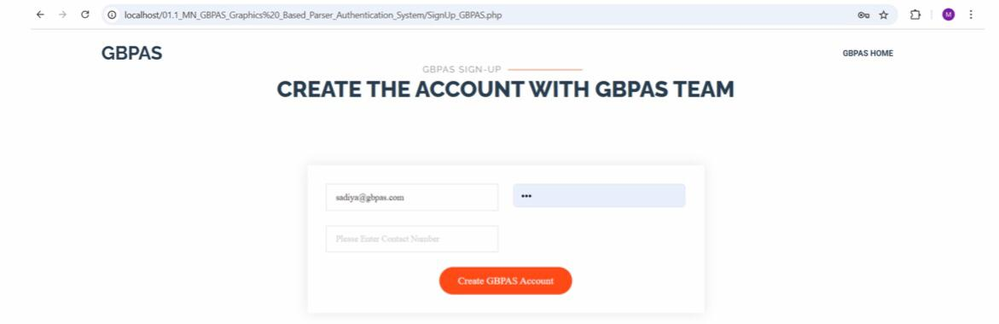 localhost/01.1_MN_GBPAS_Graphics%20_Based_Parser_Authentication_System/SignUp_GBPAS.php
M
GBPAS
GBPAS HOME
GBPAS SIGN-UP
CREATE THE ACCOUNT WITH GBPAS TEAM
sadiya@gbpas.com
•••
Please Enter Contact Number
Create GBPAS Account